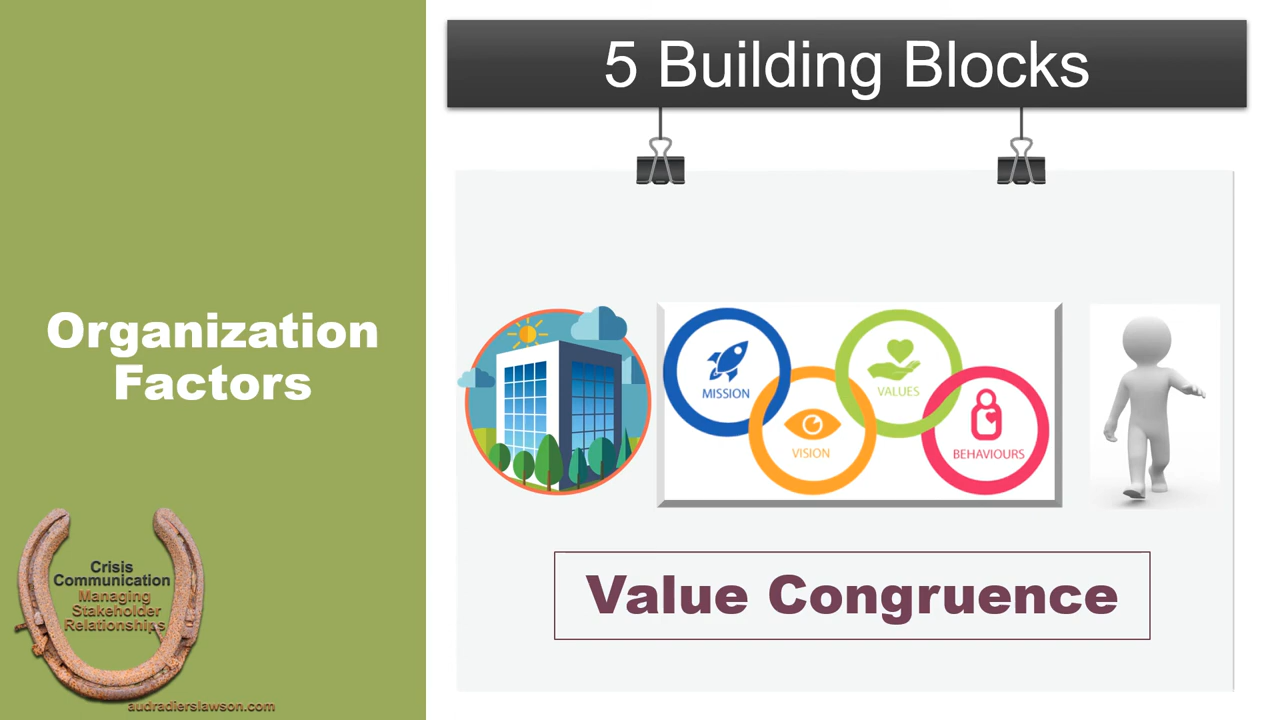 5 Building Blocks
Organization
Factors
MISSION
VISION
VALUES
BEHAVIOURS
Value Congruence
Crisis
Communication
Managing
Stakeholder
Relationships
audradierslawson.com